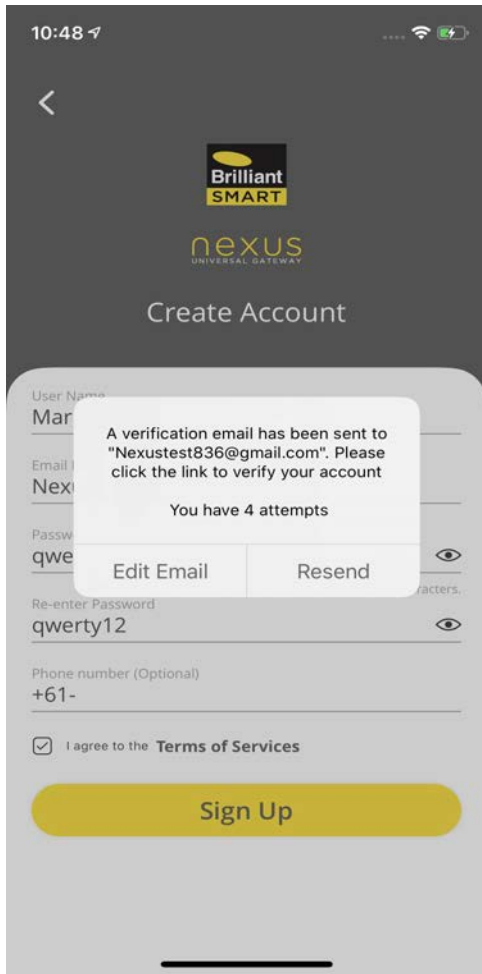 10:48
Brilliant
SMART
nexus
UNIVERSAL GATEWAY
Create Account
User Name
Mar
A verification email has been sent to
"Nexustest836@gmail.com". Please
click the link to verify your account
You have 4 attempts
Email
Nex
Passw
qwe
Edit Email
Resend
racters.
Re-enter Password
qwerty12
Phone number (Optional)
+61-
I agree to the Terms of Services
Sign Up